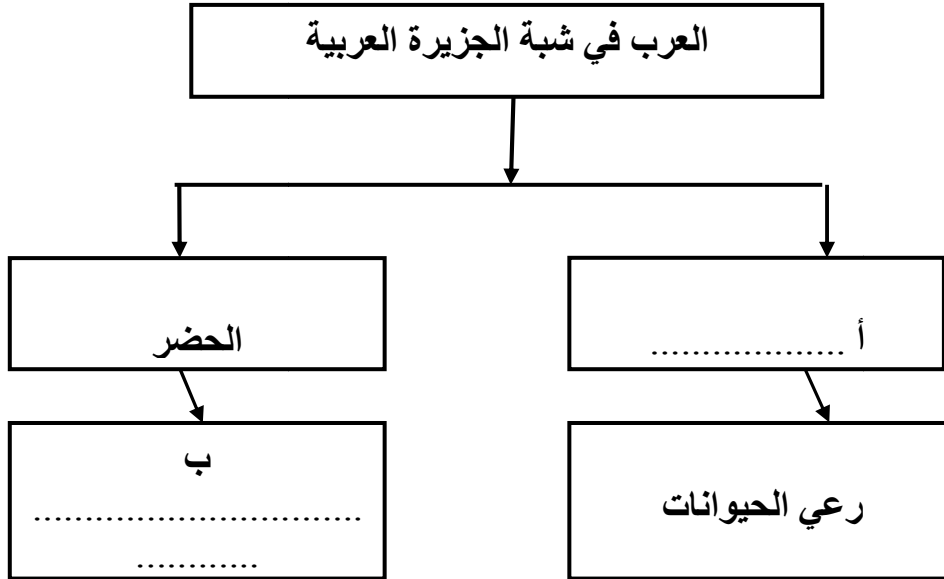 العرب في شبة الجزيرة العربية
أ ...................
الحضر
رعي الحيوانات
ب
................................
............